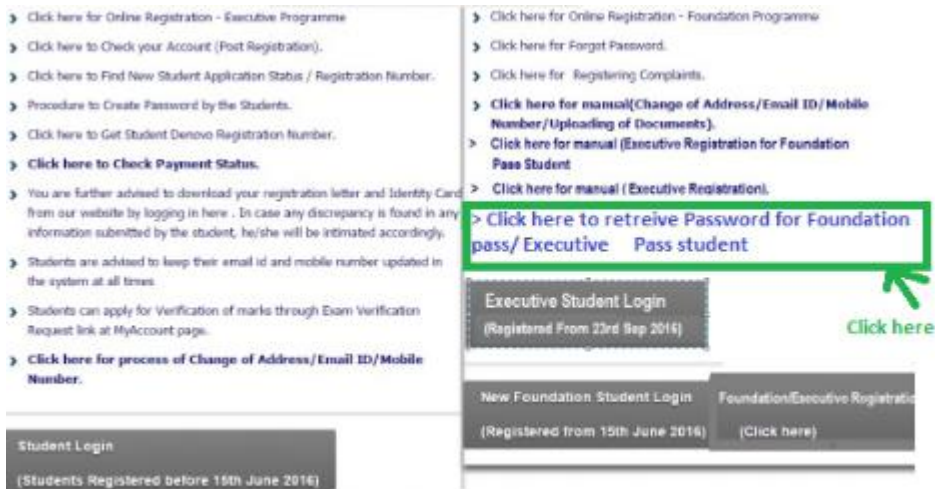 Click here for Online Registration - Executive Programme
Click here to Check your Account (Post Registration).
Click here to Find New Student Application Status / Registration Number.
Procedure to Create Password by the Students.
Click here to Get Student Denovo Registration Number.
Click here to Check Payment Status.
You are further advised to download your registration letter and Identity Card
from our website by logging in here . In case any discrepancy is found in any
information submitted by the student, he/she will be intimated accordingly.
Students are advised to keep their email id and mobile number updated in
the system at all times
Students can apply for Verification of marks through Exam Verification
Request link at MyAccount page.
Click here for process of Change of Address/Email ID/Mobile
Number.
Student Login
(Students Registered before 15th June 2016)
Click here for Online Registration - Foundation Programme
Click here for Forgot Password.
Click here for Registering Complaints.
Click here for manual(Change of Address/Email ID/Mobile
Number/Uploading of Documents).
> Click here for manual (Executive Registration for Foundation
Pass Student
> Click here for manual ( Executive Registration).
> Click here to retreive Password for Foundation
pass/ Executive Pass student
Click here
Executive Student Login
(Registered From 23rd Sep 2016)
New Foundation Student Login
(Registered from 15th June 2016)
Foundation/Executive Registratio
(Click here)